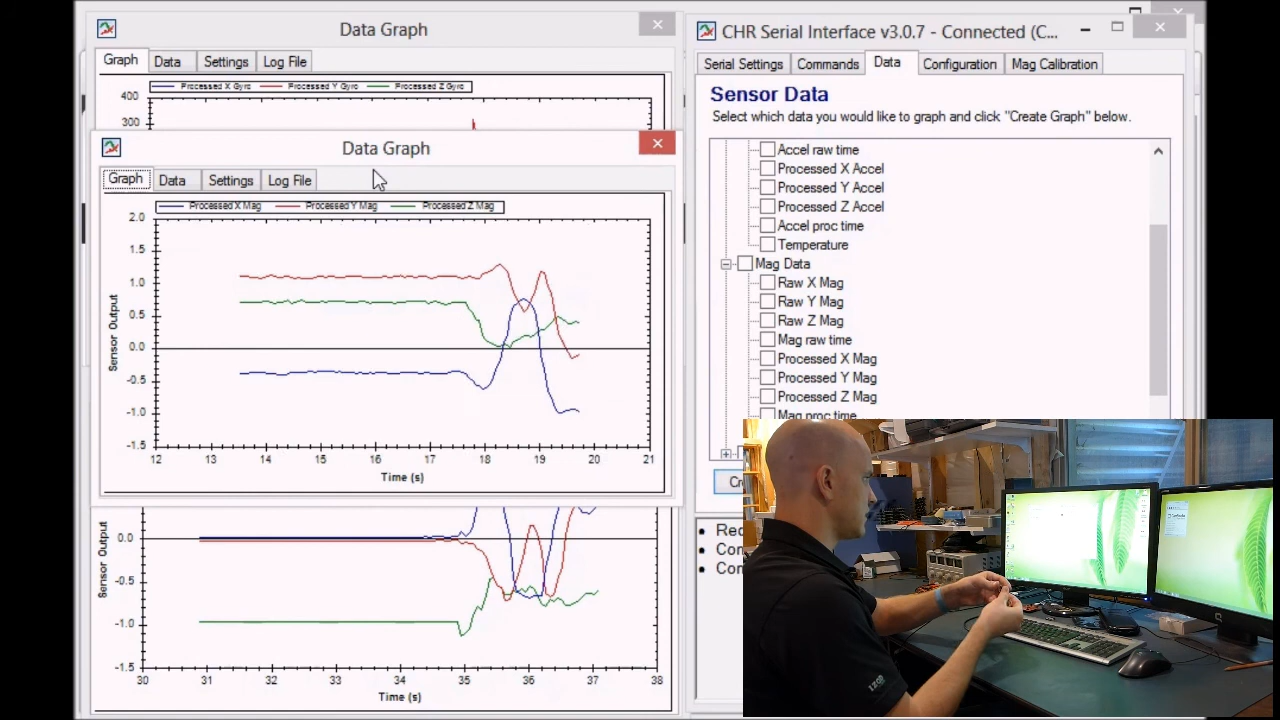 Data Graph
Graph Data Settings Log File
Processed X Gyro Processed Y Gyro Processed Z Gyro
400
300
Data Graph
Graph Data Settings Log File
Processed X Mag Processed Y Mag Processed Z Mag
2.0
1.5
1.0
0.5
0.0
-0.5
-1.0
-1.5
Sensor Output
12 13 14 15 16 17 18 19 20 21
Time (s)
0.0
-0.5
-1.0
-1.5
Sensor Output
30 31 32 33 34 35 36 37 38
Time (s)
CHR Serial Interface v3.0.7 - Connected (C...
Serial Settings Commands Data Configuration Mag Calibration
Sensor Data
Select which data you would like to graph and click "Create Graph" below.
Accel raw time
Processed X Accel
Processed Y Accel
Processed Z Accel
Accel proc time
Temperature
Mag Data
Raw X Mag
Raw Y Mag
Raw Z Mag
Mag raw time
Processed X Mag
Processed Y Mag
Processed Z Mag
Mag proc time
Cr
Rec
Con
Con
IZOD